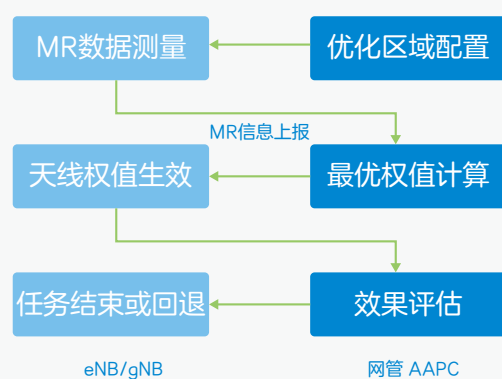 MR数据测量
优化区域配置
MR信息上报
天线权值生效
最优权值计算
任务结束或回退
效果评估
eNB/gNB
网管 AAPC